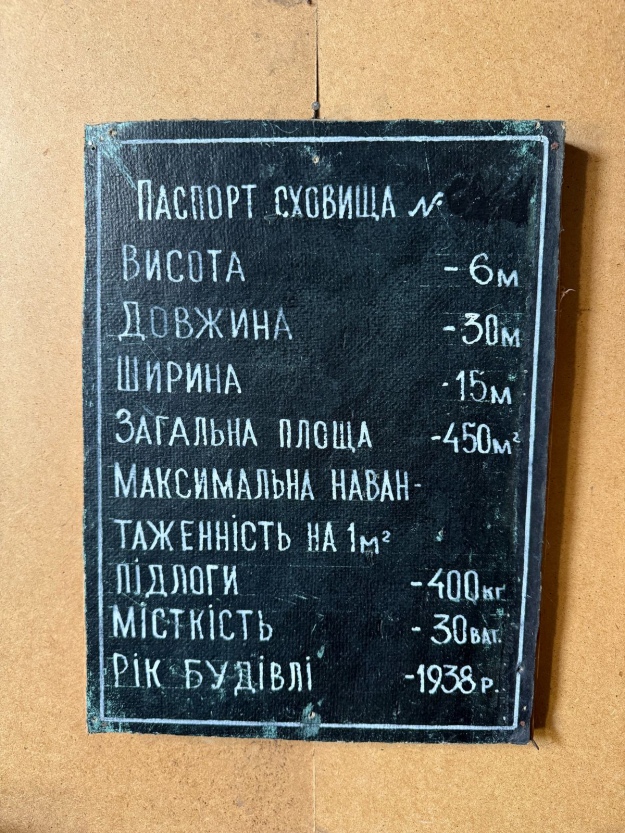 Паспорт сховища №
Висота - 6м
Довжина - 30м
Ширина - 15м
Загальна площа - 450м²
Максимальна наван-
таженність на 1м²
підлоги - 400кг
Місткість - 30ваг.
Рік будівлі - 1938р.